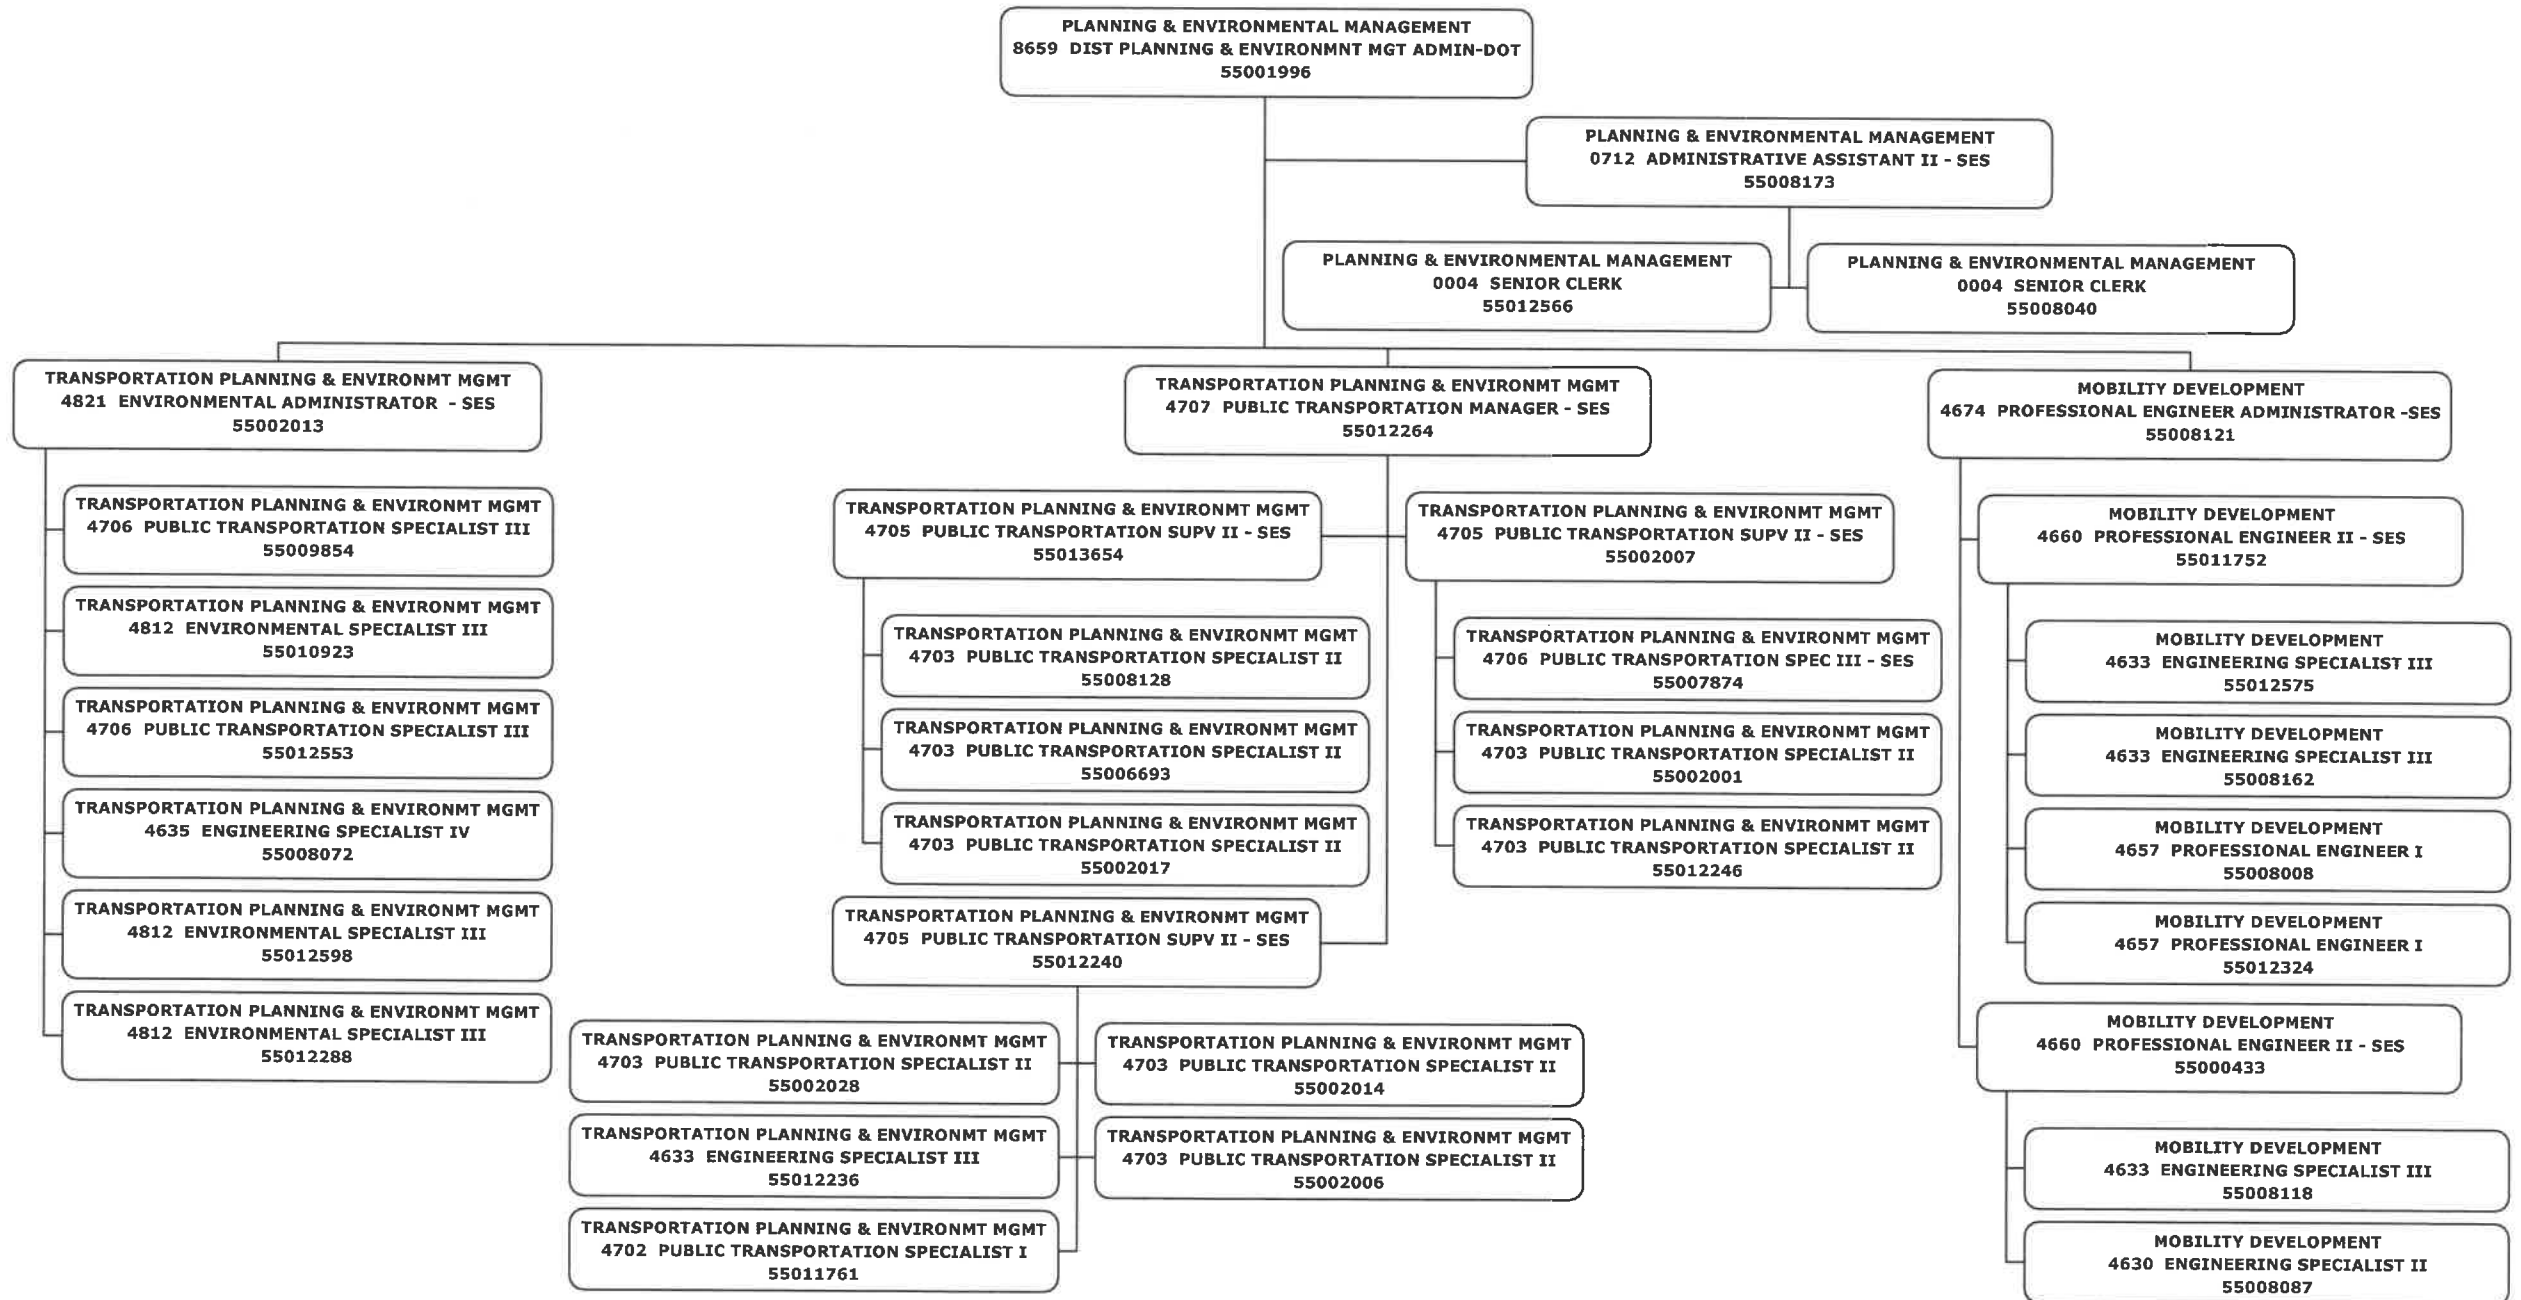 PLANNING & ENVIRONMENTAL MANAGEMENT
8659 DIST PLANNING & ENVIRONMNT MGT ADMIN-DOT
55001996
PLANNING & ENVIRONMENTAL MANAGEMENT
0712 ADMINISTRATIVE ASSISTANT II - SES
55008173
PLANNING & ENVIRONMENTAL MANAGEMENT
0004 SENIOR CLERK
55012566
PLANNING & ENVIRONMENTAL MANAGEMENT
0004 SENIOR CLERK
55008040
TRANSPORTATION PLANNING & ENVIRONMT MGMT
4821 ENVIRONMENTAL ADMINISTRATOR - SES
55002013
TRANSPORTATION PLANNING & ENVIRONMT MGMT
4706 PUBLIC TRANSPORTATION SPECIALIST III
55009854
TRANSPORTATION PLANNING & ENVIRONMT MGMT
4812 ENVIRONMENTAL SPECIALIST III
55010923
TRANSPORTATION PLANNING & ENVIRONMT MGMT
4706 PUBLIC TRANSPORTATION SPECIALIST III
55012553
TRANSPORTATION PLANNING & ENVIRONMT MGMT
4635 ENGINEERING SPECIALIST IV
55008072
TRANSPORTATION PLANNING & ENVIRONMT MGMT
4812 ENVIRONMENTAL SPECIALIST III
55012598
TRANSPORTATION PLANNING & ENVIRONMT MGMT
4812 ENVIRONMENTAL SPECIALIST III
55012288
TRANSPORTATION PLANNING & ENVIRONMT MGMT
4707 PUBLIC TRANSPORTATION MANAGER - SES
55012264
TRANSPORTATION PLANNING & ENVIRONMT MGMT
4705 PUBLIC TRANSPORTATION SUPV II - SES
55013654
TRANSPORTATION PLANNING & ENVIRONMT MGMT
4703 PUBLIC TRANSPORTATION SPECIALIST II
55008128
TRANSPORTATION PLANNING & ENVIRONMT MGMT
4703 PUBLIC TRANSPORTATION SPECIALIST II
55006693
TRANSPORTATION PLANNING & ENVIRONMT MGMT
4703 PUBLIC TRANSPORTATION SPECIALIST II
55002017
TRANSPORTATION PLANNING & ENVIRONMT MGMT
4705 PUBLIC TRANSPORTATION SUPV II - SES
55002007
TRANSPORTATION PLANNING & ENVIRONMT MGMT
4706 PUBLIC TRANSPORTATION SPEC III - SES
55007874
TRANSPORTATION PLANNING & ENVIRONMT MGMT
4703 PUBLIC TRANSPORTATION SPECIALIST II
55002001
TRANSPORTATION PLANNING & ENVIRONMT MGMT
4703 PUBLIC TRANSPORTATION SPECIALIST II
55012246
TRANSPORTATION PLANNING & ENVIRONMT MGMT
4705 PUBLIC TRANSPORTATION SUPV II - SES
55012240
TRANSPORTATION PLANNING & ENVIRONMT MGMT
4703 PUBLIC TRANSPORTATION SPECIALIST II
55002028
TRANSPORTATION PLANNING & ENVIRONMT MGMT
4703 PUBLIC TRANSPORTATION SPECIALIST II
55002014
TRANSPORTATION PLANNING & ENVIRONMT MGMT
4633 ENGINEERING SPECIALIST III
55012236
TRANSPORTATION PLANNING & ENVIRONMT MGMT
4703 PUBLIC TRANSPORTATION SPECIALIST II
55002006
TRANSPORTATION PLANNING & ENVIRONMT MGMT
4702 PUBLIC TRANSPORTATION SPECIALIST I
55011761
MOBILITY DEVELOPMENT
4674 PROFESSIONAL ENGINEER ADMINISTRATOR -SES
55008121
MOBILITY DEVELOPMENT
4660 PROFESSIONAL ENGINEER II - SES
55011752
MOBILITY DEVELOPMENT
4633 ENGINEERING SPECIALIST III
55012575
MOBILITY DEVELOPMENT
4633 ENGINEERING SPECIALIST III
55008162
MOBILITY DEVELOPMENT
4657 PROFESSIONAL ENGINEER I
55008008
MOBILITY DEVELOPMENT
4657 PROFESSIONAL ENGINEER I
55012324
MOBILITY DEVELOPMENT
4660 PROFESSIONAL ENGINEER II - SES
55000433
MOBILITY DEVELOPMENT
4633 ENGINEERING SPECIALIST III
55008118
MOBILITY DEVELOPMENT
4630 ENGINEERING SPECIALIST II
55008087